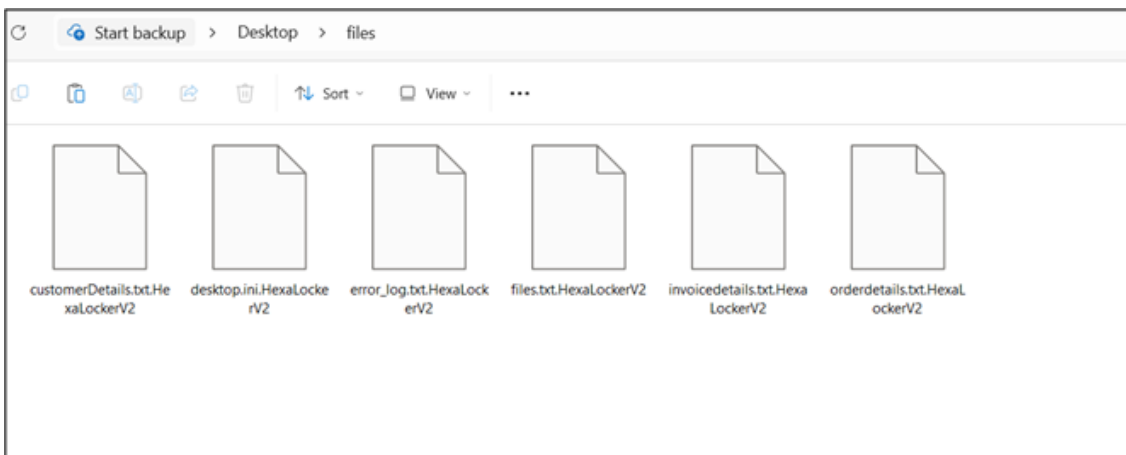 Start backup > Desktop > files
Sort View ...
customerDetails.txt.He desktop.ini.HexaLocke error_log.txt.HexaLock files.txt.HexaLockerV2 invoicedetails.txt.Hexa orderdetails.txt.HexaL
xaLockerV2 rV2 erV2 LockerV2 ockerV2